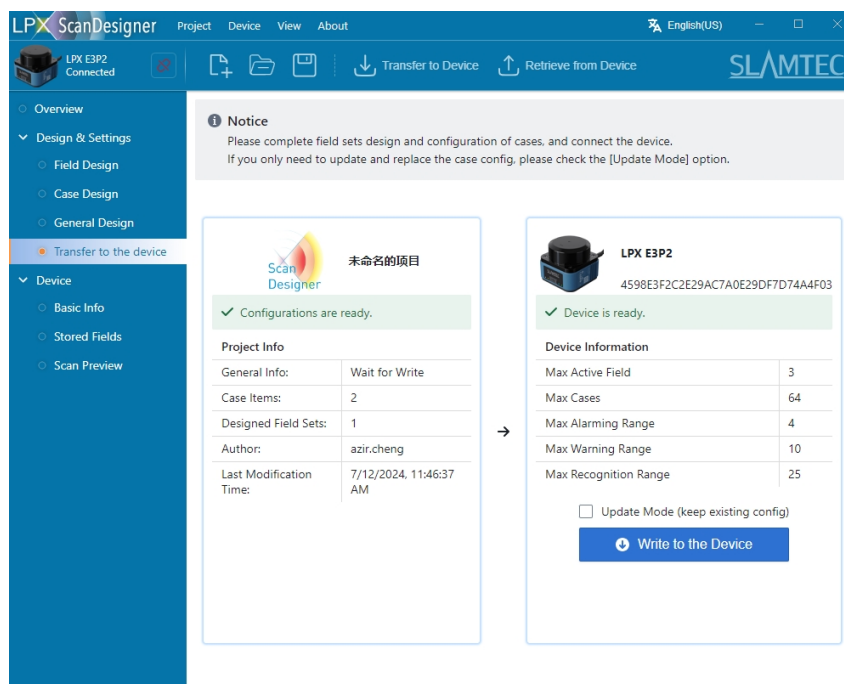 LPX ScanDesigner Project Device View About English(US)
LPX E3P2
Connected
Transfer to Device Retrieve from Device SLAMTEC
Overview
Design & Settings
Field Design
Case Design
General Design
Transfer to the device
Device
Basic Info
Stored Fields
Scan Preview
Notice
Please complete field sets design and configuration of cases, and connect the device.
If you only need to update and replace the case config, please check the [Update Mode] option.
Scan
Designer
未命名的项目
Configurations are ready.
Project Info
General Info: Wait for Write
Case Items: 2
Designed Field Sets: 1
Author: azir.cheng
Last Modification Time: 7/12/2024, 11:46:37 AM
LPX E3P2
4598E3F2C2E29AC7A0E29DF7D74A4F03
Device is ready.
Device Information
Max Active Field 3
Max Cases 64
Max Alarming Range 4
Max Warning Range 10
Max Recognition Range 25
Update Mode (keep existing config)
Write to the Device